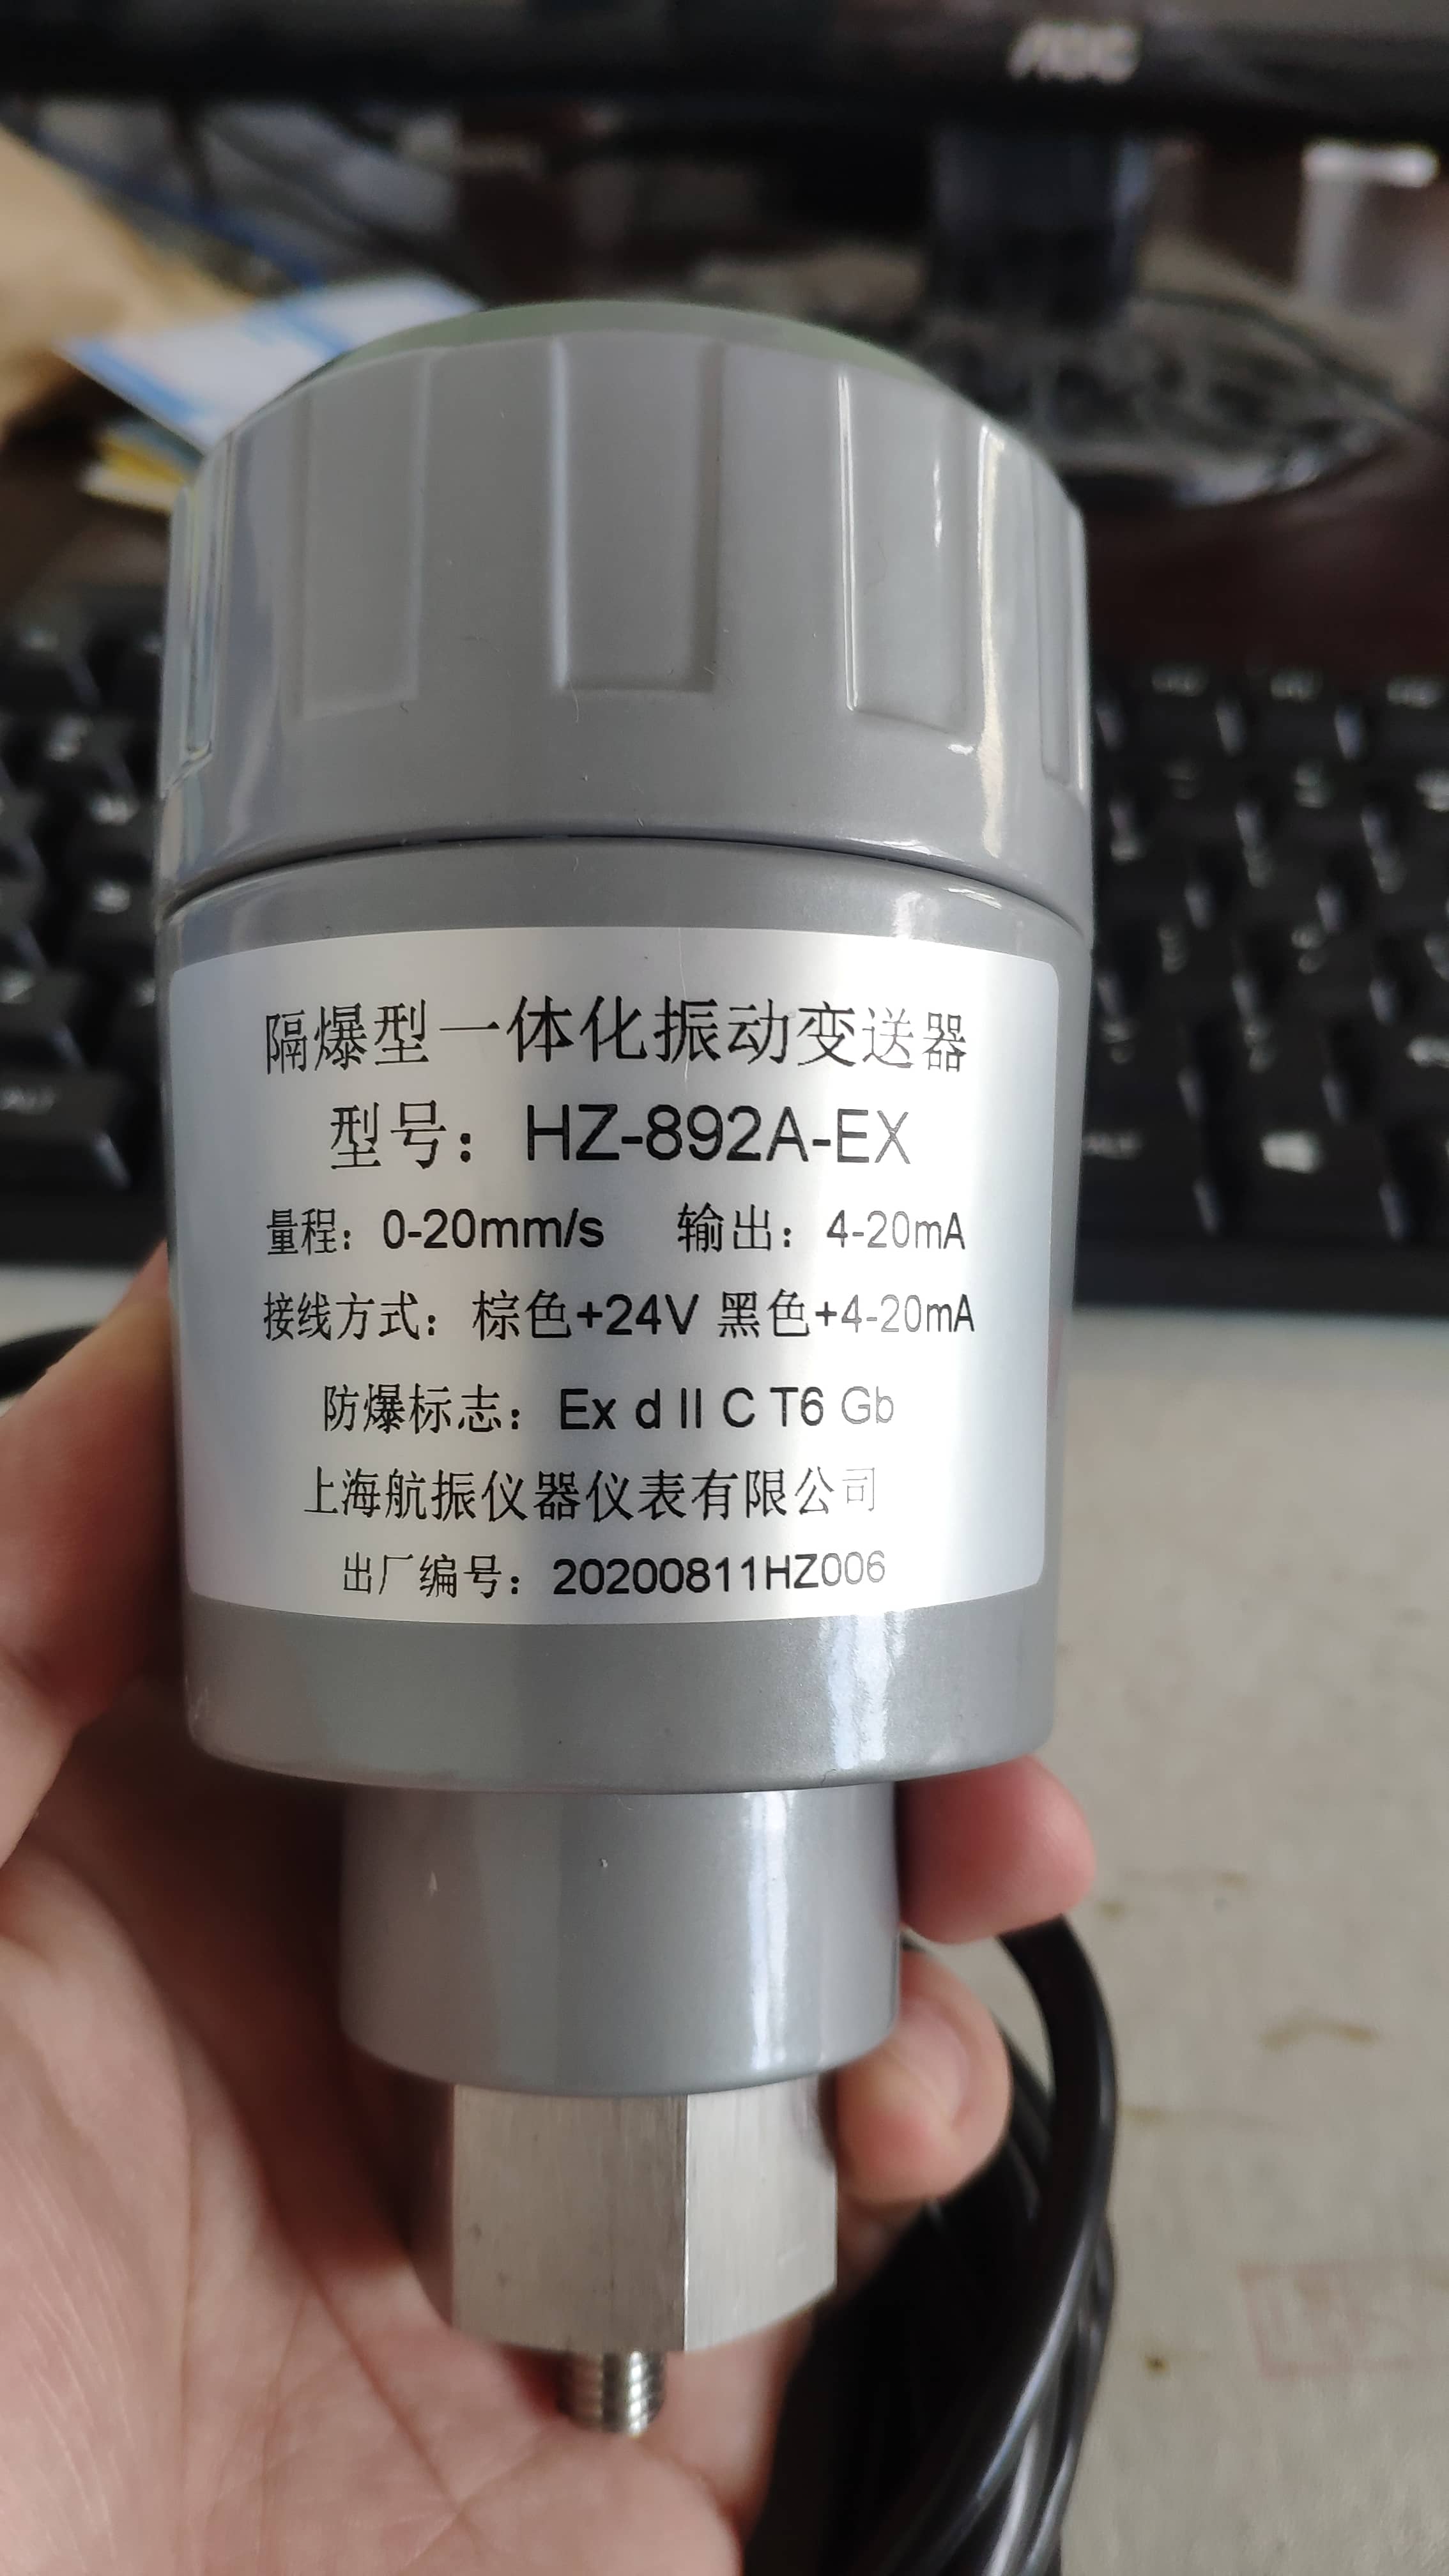 AOC
隔爆型一体化振动变送器
型号：HZ-892A-EX
量程：0-20mm/s 输出：4-20mA
接线方式：棕色+24V 黑色+4-20mA
防爆标志：Ex d II C T6 Gb
上海航振仪器仪表有限公司
出厂编号：20200811HZ006
ALT